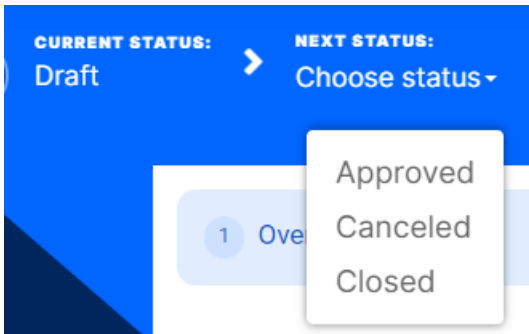 CURRENT STATUS:
Draft
NEXT STATUS:
Choose status
Approved
Canceled
Closed
1